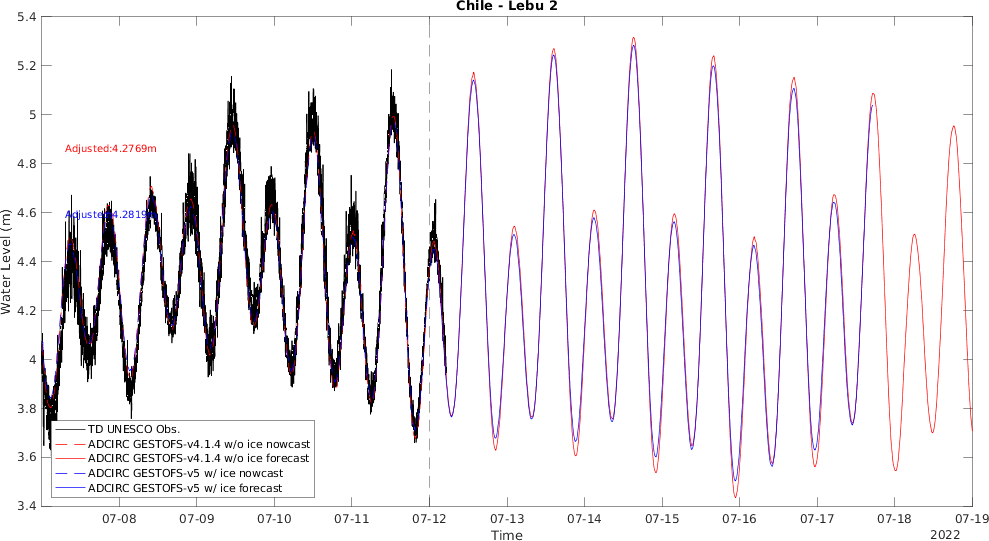 Chile - Lebu 2
5.4
5.2
5
4.8
4.6
4.4
4.2
4
3.8
3.6
3.4
Water Level (m)
Adjusted:4.2769m
Adjusted:4.2819m
TD UNESCO Obs.
ADCIRC GESTOFS-v4.1.4 w/o ice nowcast
ADCIRC GESTOFS-v4.1.4 w/o ice forecast
ADCIRC GESTOFS-v5 w/ ice nowcast
ADCIRC GESTOFS-v5 w/ ice forecast
07-08 07-09 07-10 07-11 07-12 07-13 07-14 07-15 07-16 07-17 07-18 07-19
Time
2022